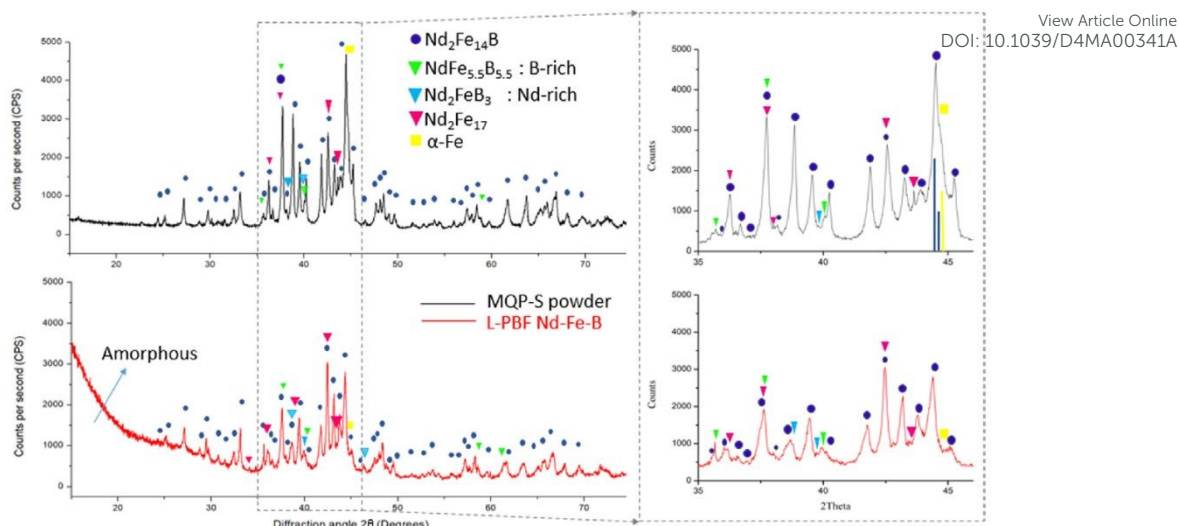 View Article Online
DOI: 10.1039/D4MA00341A
Counts per second (CPS)
5000
4000
3000
2000
1000
0
20
30
40
50
60
70
Nd₂Fe₁₄B
NdFe₅.₅B₅.₅ : B-rich
Nd₂FeB₃ : Nd-rich
Nd₂Fe₁₇
α-Fe
Counts
5000
4000
3000
2000
1000
0
35
40
45
Counts per second (CPS)
5000
4000
3000
2000
1000
0
20
30
40
50
60
70
Amorphous
MQP-S powder
L-PBF Nd-Fe-B
Diffraction angle 2θ (Degrees)
Counts
5000
4000
3000
2000
1000
0
35
40
45
2Theta